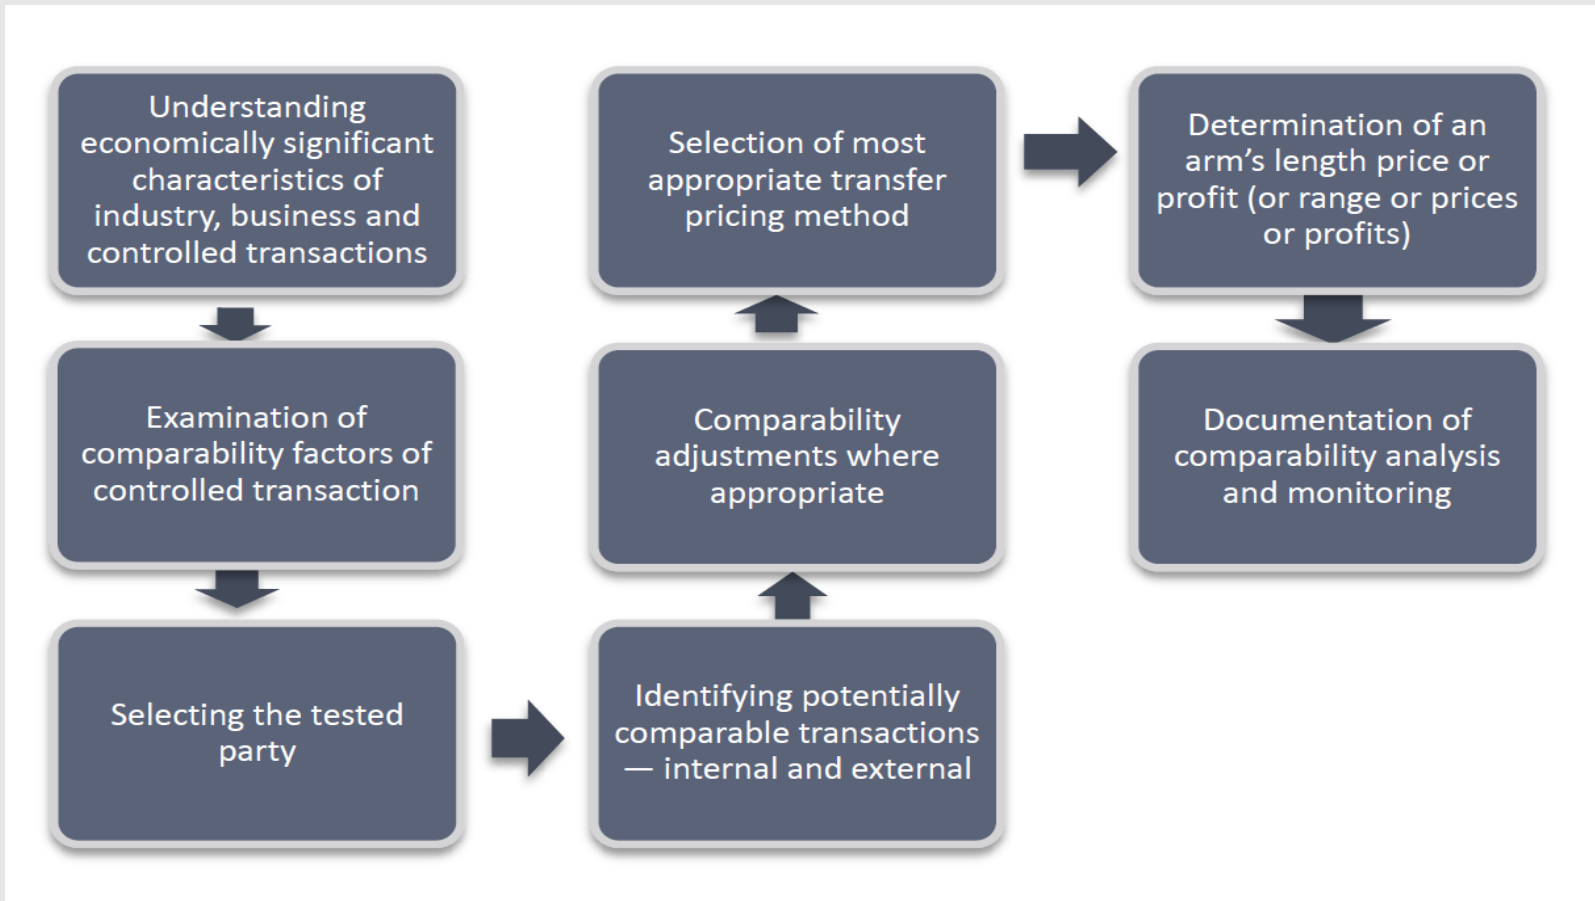 Understanding
economically significant
characteristics of
industry, business and
controlled transactions
Examination of
comparability factors of
controlled transaction
Selecting the tested
party
Identifying potentially
comparable transactions
— internal and external
Comparability
adjustments where
appropriate
Selection of most
appropriate transfer
pricing method
Determination of an
arm’s length price or
profit (or range or prices
or profits)
Documentation of
comparability analysis
and monitoring